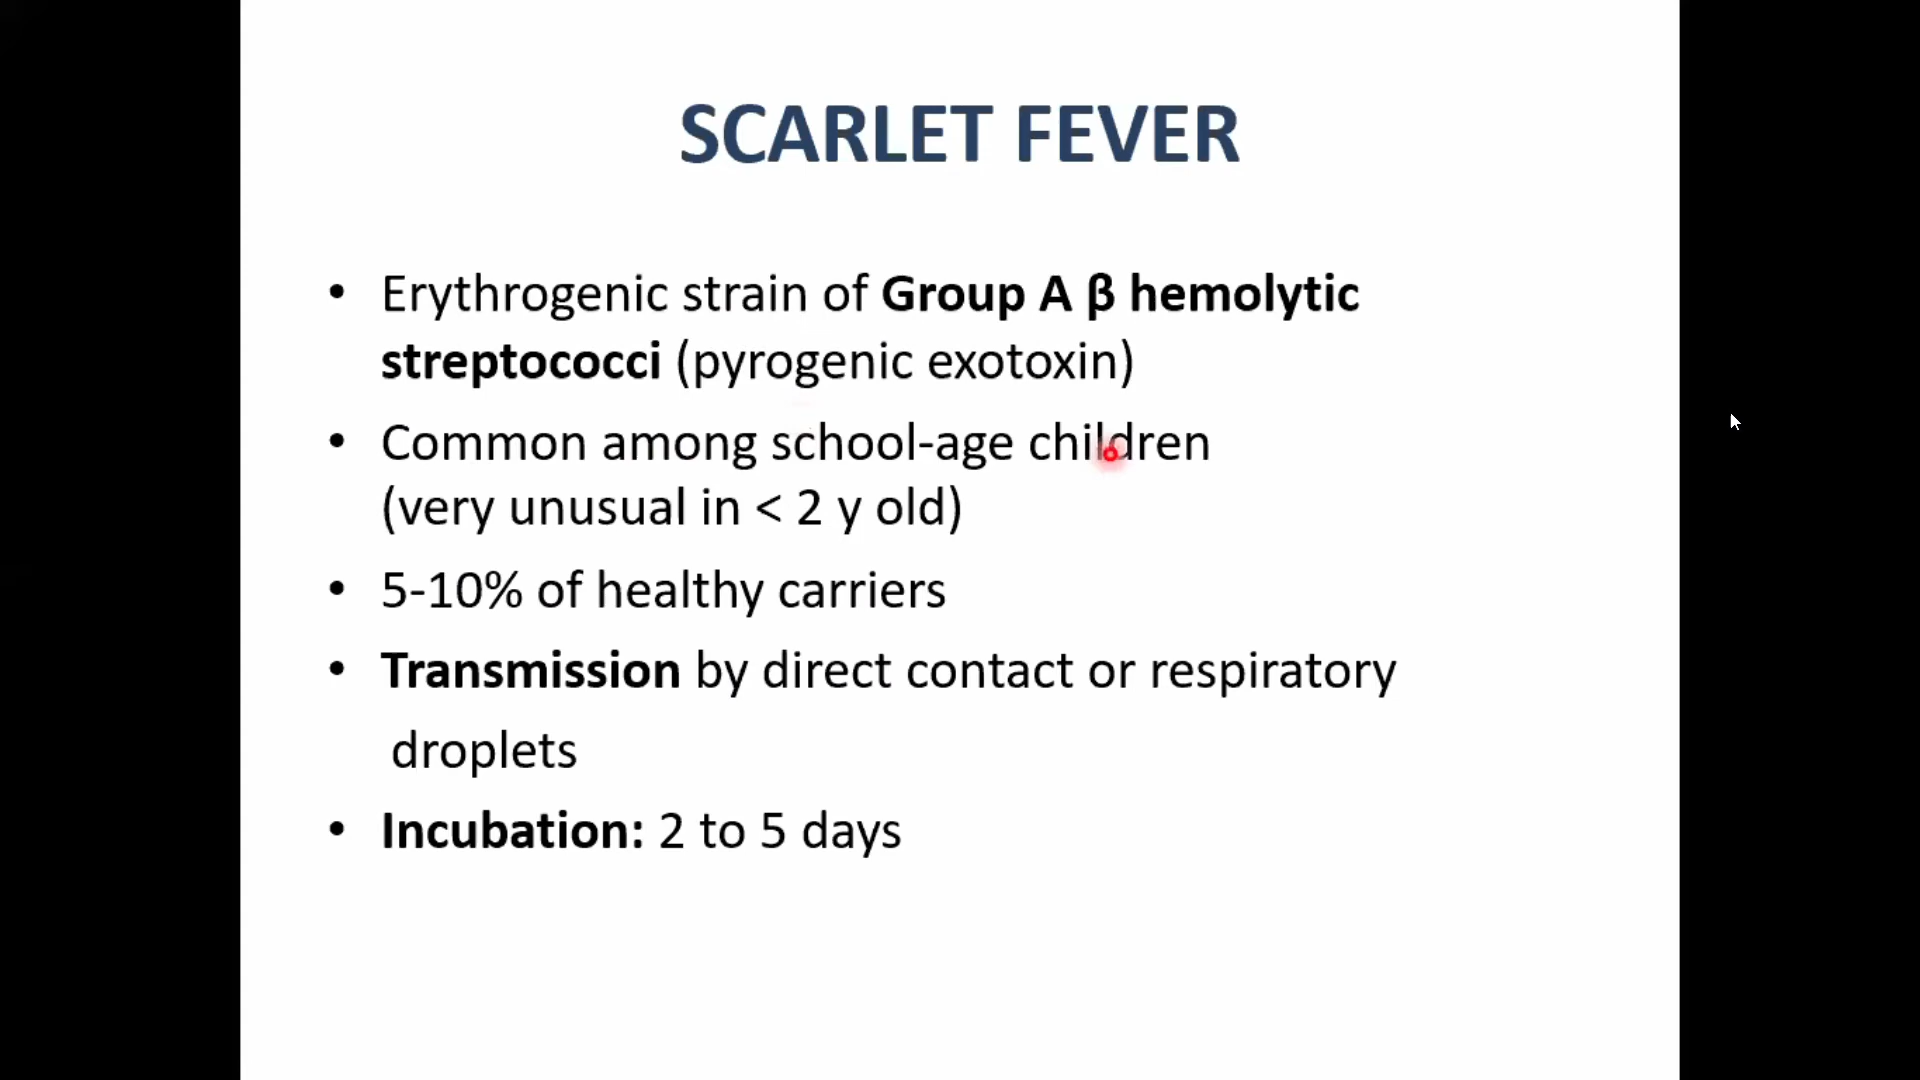 SCARLET FEVER
• Erythrogenic strain of Group A β hemolytic
streptococci (pyrogenic exotoxin)
• Common among school-age children
(very unusual in < 2 y old)
• 5-10% of healthy carriers
• Transmission by direct contact or respiratory
droplets
• Incubation: 2 to 5 days